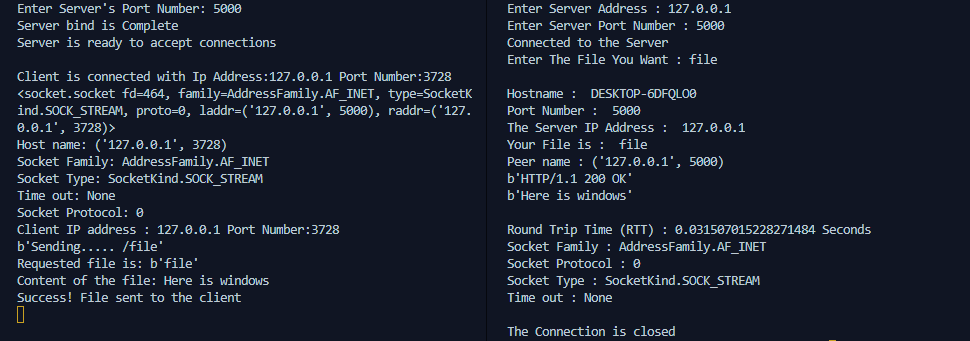 Enter Server's Port Number: 5000
Server bind is Complete
Server is ready to accept connections
Client is connected with Ip Address:127.0.0.1 Port Number:3728
<socket.socket fd=464, family=AddressFamily.AF_INET, type=SocketK
ind.SOCK_STREAM, proto=0, laddr=('127.0.0.1', 5000), raddr=('127.
0.0.1', 3728)>
Host name: ('127.0.0.1', 3728)
Socket Family: AddressFamily.AF_INET
Socket Type: SocketKind.SOCK_STREAM
Time out: None
Socket Protocol: 0
Client IP address : 127.0.0.1 Port Number:3728
b'Sending..... /file'
Requested file is: b'file'
Content of the file: Here is windows
Success! File sent to the client
Enter Server Address : 127.0.0.1
Enter Server Port Number : 5000
Connected to the Server
Enter The File You Want : file
Hostname :  DESKTOP-6DFQLO0
Port Number :  5000
The Server IP Address :  127.0.0.1
Your File is :  file
Peer name : ('127.0.0.1', 5000)
b'HTTP/1.1 200 OK'
b'Here is windows'
Round Trip Time (RTT) : 0.031507015228271484 Seconds
Socket Family : AddressFamily.AF_INET
Socket Protocol : 0
Socket Type : SocketKind.SOCK_STREAM
Time out : None
The Connection is closed